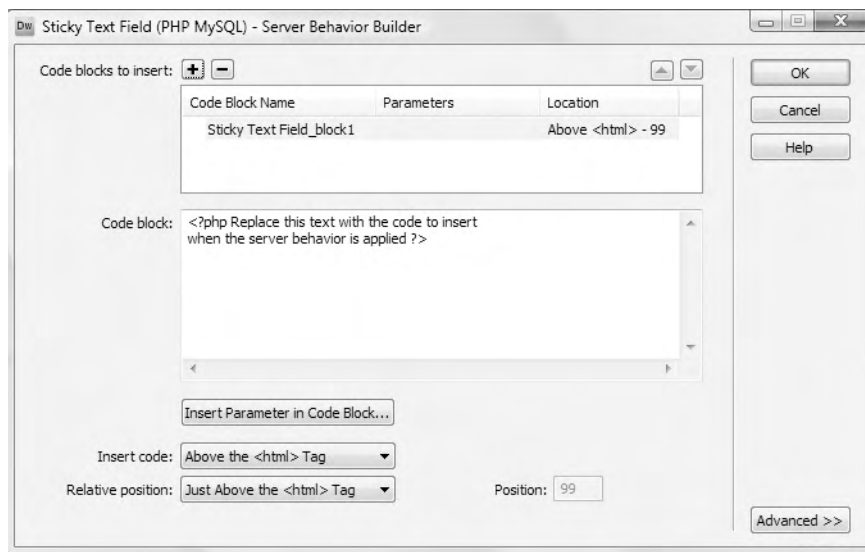 Dw Sticky Text Field (PHP MySQL) - Server Behavior Builder
Code blocks to insert:
OK
Code Block Name Parameters Location
Cancel
Sticky Text Field_block1 Above <html> - 99
Help
Code block: <?php Replace this text with the code to insert
when the server behavior is applied ?>
Insert Parameter in Code Block...
Insert code: Above the <html> Tag
Relative position: Just Above the <html> Tag Position: 99
Advanced >>